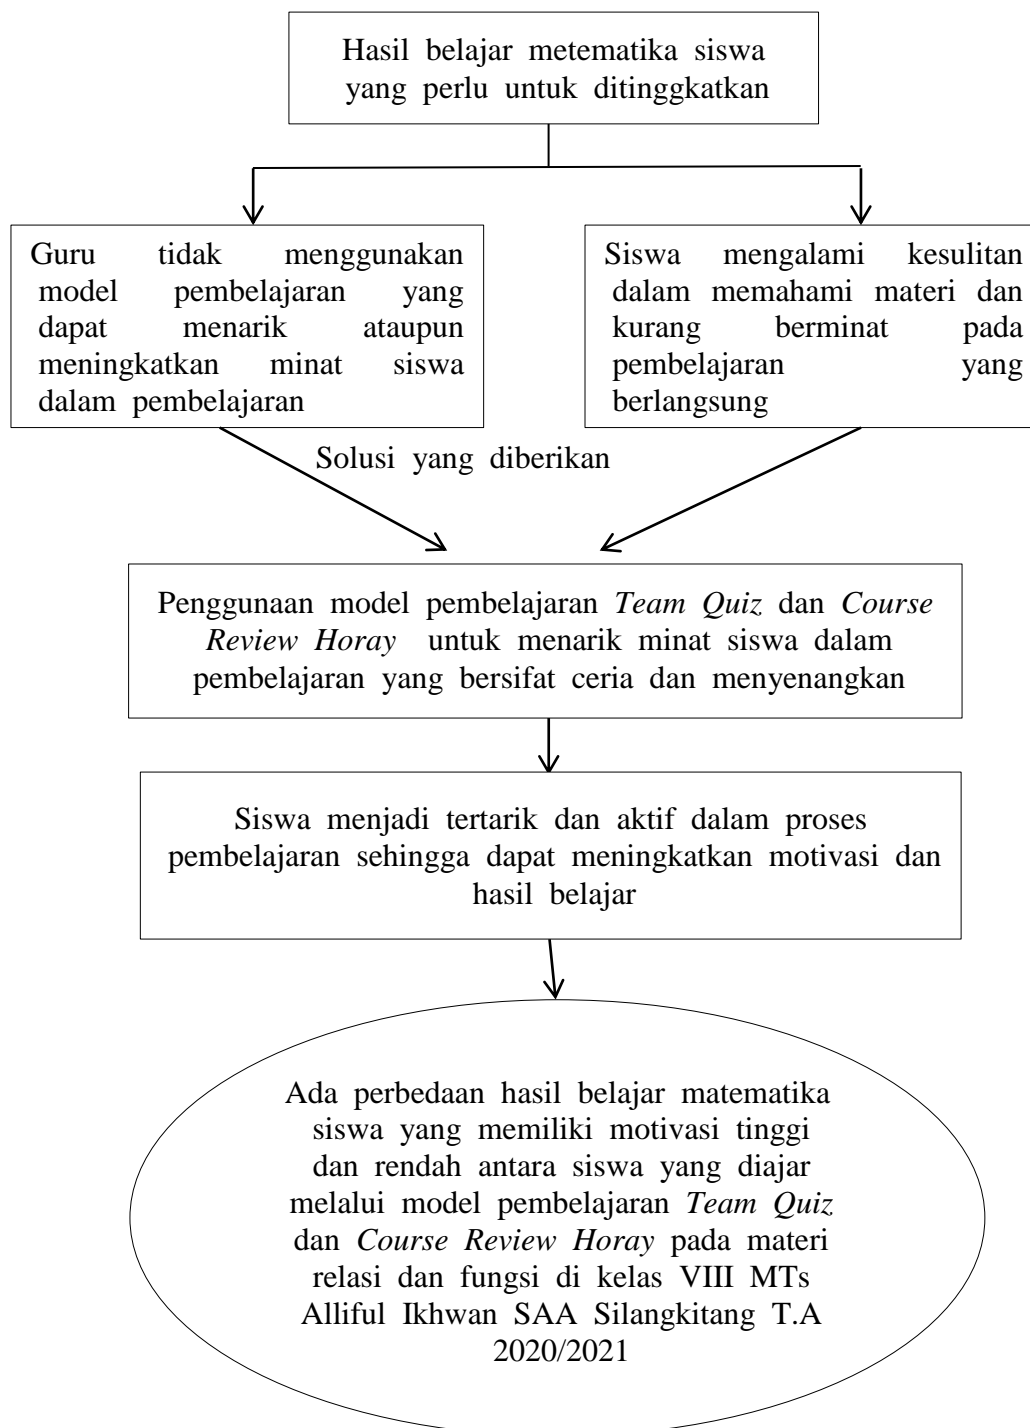 Hasil belajar metematika siswa
yang perlu untuk ditinggkatkan
Guru tidak menggunakan
model pembelajaran yang
dapat menarik ataupun
meningkatkan minat siswa
dalam pembelajaran
Siswa mengalami kesulitan
dalam memahami materi dan
kurang berminat pada
pembelajaran yang
berlangsung
Solusi yang diberikan
Penggunaan model pembelajaran Team Quiz dan Course
Review Horay untuk menarik minat siswa dalam
pembelajaran yang bersifat ceria dan menyenangkan
Siswa menjadi tertarik dan aktif dalam proses
pembelajaran sehingga dapat meningkatkan motivasi dan
hasil belajar
Ada perbedaan hasil belajar matematika
siswa yang memiliki motivasi tinggi
dan rendah antara siswa yang diajar
melalui model pembelajaran Team Quiz
dan Course Review Horay pada materi
relasi dan fungsi di kelas VIII MTs
Alliful Ikhwan SAA Silangkitang T.A
2020/2021